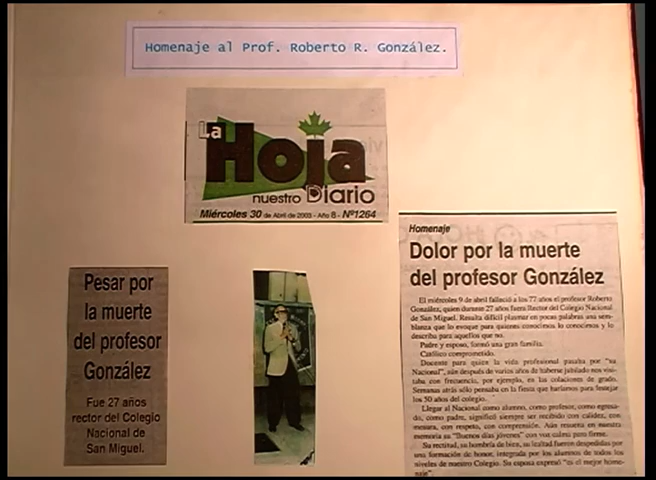 Homenaje al Prof. Roberto R. González.
La
Hoja
nuestro Diario
Miércoles 30 de Abril de 2003 - Año 8 - Nº1264
Pesar por
la muerte
del profesor
González
Fue 27 años
rector del Colegio
Nacional de
San Miguel.
Homenaje
Dolor por la muerte
del profesor González
El miércoles 9 de abril falleció a los 77 años el profesor Roberto
González, quien durante 27 años fuera Rector del Colegio Nacional
de San Miguel. Resulta difícil plasmar en pocas palabras una sem-
blanza que lo evoque para quienes conocimos lo conocimos y lo
describa para aquellos que no.
Padre y esposo, formó una gran familia.
Católico comprometido.
Docente para quien la vida profesional pasaba por "su
Nacional", aún después de varios años de haberse jubilado nos visi-
taba con frecuencia, por ejemplo, en las colaciones de grado.
Semanas atrás sólo pensaba en la fiesta que haríamos para festejar
los 50 años del colegio.
Llegar al Nacional como alumno, como profesor, como egresa-
do, como padre, significó siempre ser recibido con calidez, con
mesura, con respeto, con comprensión. Aún resuena en nuestra
memoria su "Buenos días jóvenes" con voz calma pero firme.
Su rectitud, su hombría de bien, su lealtad fueron despedidas por
una formación de honor, integrada por los alumnos de todos los
niveles de nuestro Colegio. Su esposa expresó "es el mejor home-
naje".